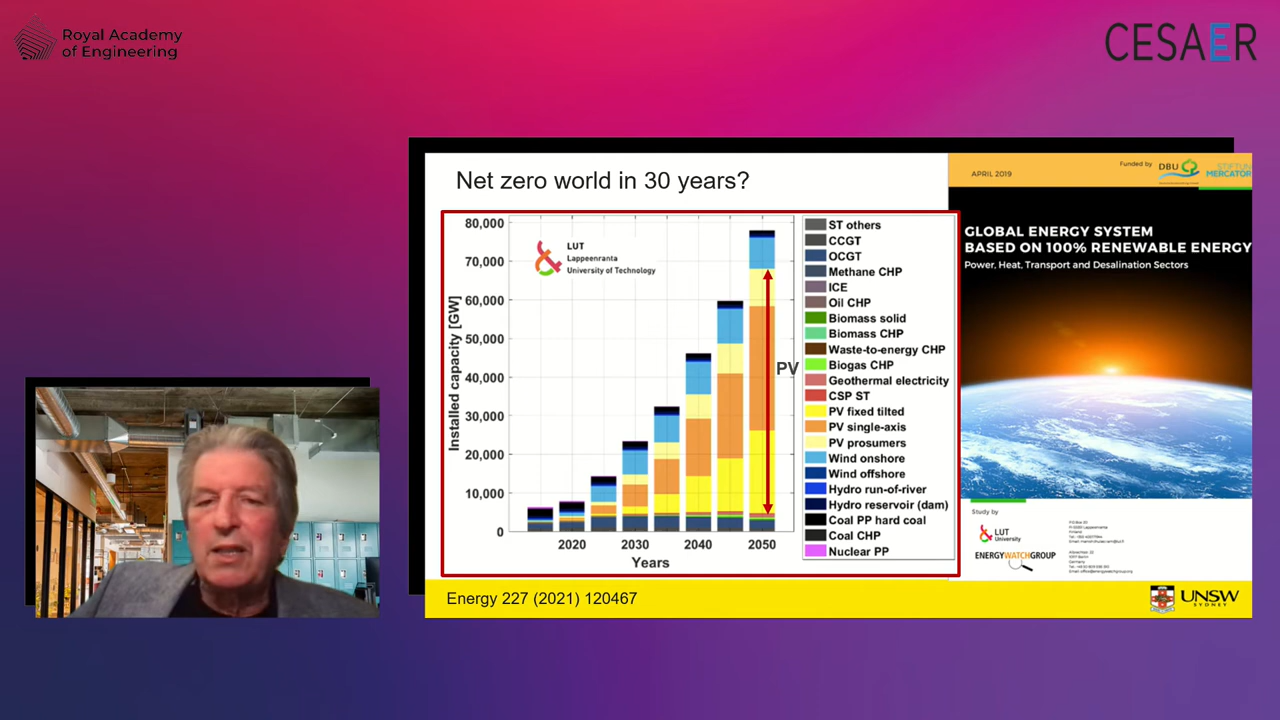 Royal Academy
of Engineering
CESAER
Net zero world in 30 years?
80,000
70,000
60,000
50,000
40,000
30,000
20,000
10,000
0
Installed capacity [GW]
LUT
Lappeenranta
University of Technology
PV
2020
2030
2040
2050
Years
ST others
CCGT
OCGT
Methane CHP
ICE
Oil CHP
Biomass solid
Biomass CHP
Waste-to-energy CHP
Biogas CHP
Geothermal electricity
CSP ST
PV fixed tilted
PV single-axis
PV prosumers
Wind onshore
Wind offshore
Hydro run-of-river
Hydro reservoir (dam)
Coal PP hard coal
Coal CHP
Nuclear PP
APRIL 2019
Funded by
DBU
MERCATOR
GLOBAL ENERGY SYSTEM
BASED ON 100% RENEWABLE ENERGY
Power, Heat, Transport and Desalination Sectors
Study by
LUT
University
ENERGYWATCHGROUP
Energy 227 (2021) 120467
UNSW
SYDNEY